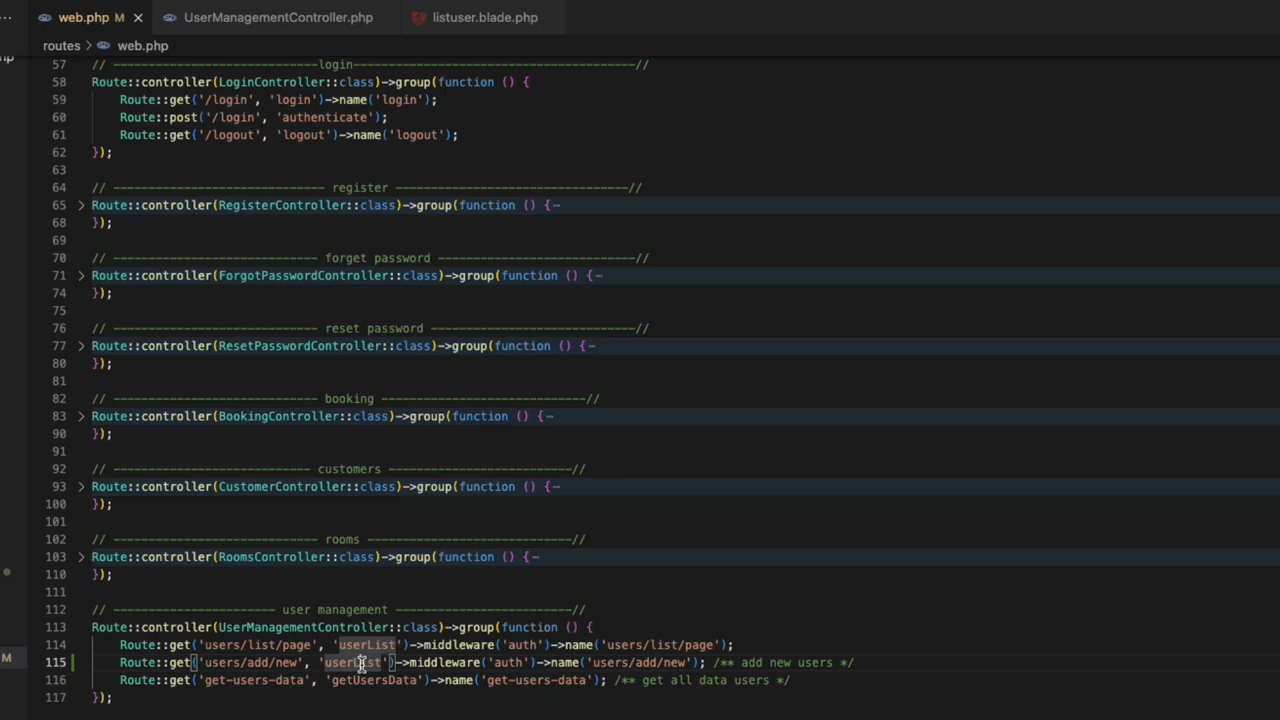 web.php M
UserManagementController.php
listuser.blade.php
routes > web.php
57 // -----------------------------login----------------------------------------//
58 Route::controller(LoginController::class)->group(function () {
59 Route::get('/login', 'login')->name('login');
60 Route::post('/login', 'authenticate');
61 Route::get('/logout', 'logout')->name('logout');
62 });
63
64 // ------------------------------ register ---------------------------------//
65 Route::controller(RegisterController::class)->group(function () {
68 });
69
70 // ----------------------------- forget password ----------------------------//
71 Route::controller(ForgotPasswordController::class)->group(function () {
74 });
75
76 // ----------------------------- reset password -----------------------------//
77 Route::controller(ResetPasswordController::class)->group(function () {
80 });
81
82 // ----------------------------- booking -----------------------------//
83 Route::controller(BookingController::class)->group(function () {
90 });
91
92 // ---------------------------- customers --------------------------//
93 Route::controller(CustomerController::class)->group(function () {
100 });
101
102 // ----------------------------- rooms -----------------------------//
103 Route::controller(RoomsController::class)->group(function () {
110 });
111
112 // ----------------------- user management -------------------------//
113 Route::controller(UserManagementController::class)->group(function () {
114 Route::get('users/list/page', 'userList')->middleware('auth')->name('users/list/page');
115 Route::get('users/add/new', 'userList')->middleware('auth')->name('users/add/new'); /** add new users */
116 Route::get('get-users-data', 'getUsersData')->name('get-users-data'); /** get all data users */
117 });
M